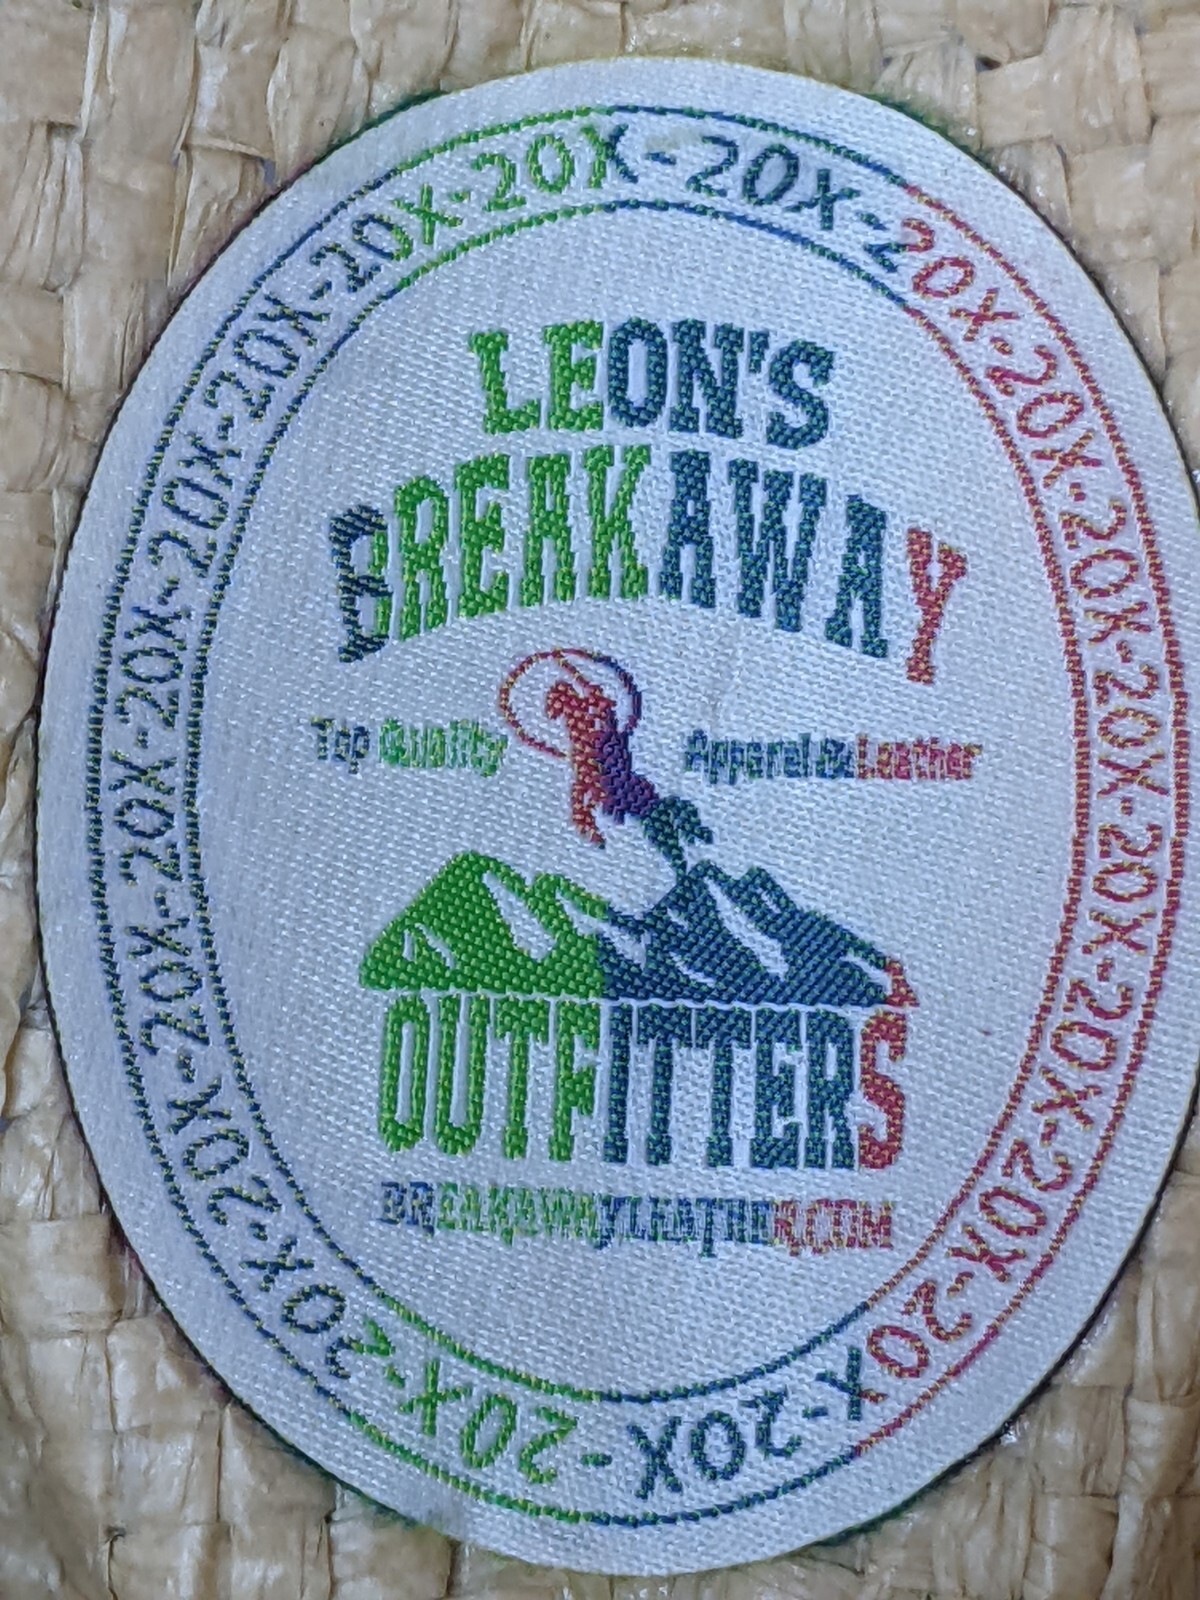 20X-20X-20X-20X-20X-20X-20X-20X-20X-20X-20X-20X-20X-20X-20X-20X-20X-20X-20X-20X-20X-20X-20X-20X-20X-
LEON'S
BREAKAWAY
Top Quality Apparel & Leather
OUTFITTERS
BREAKAWAYLEATHER.COM